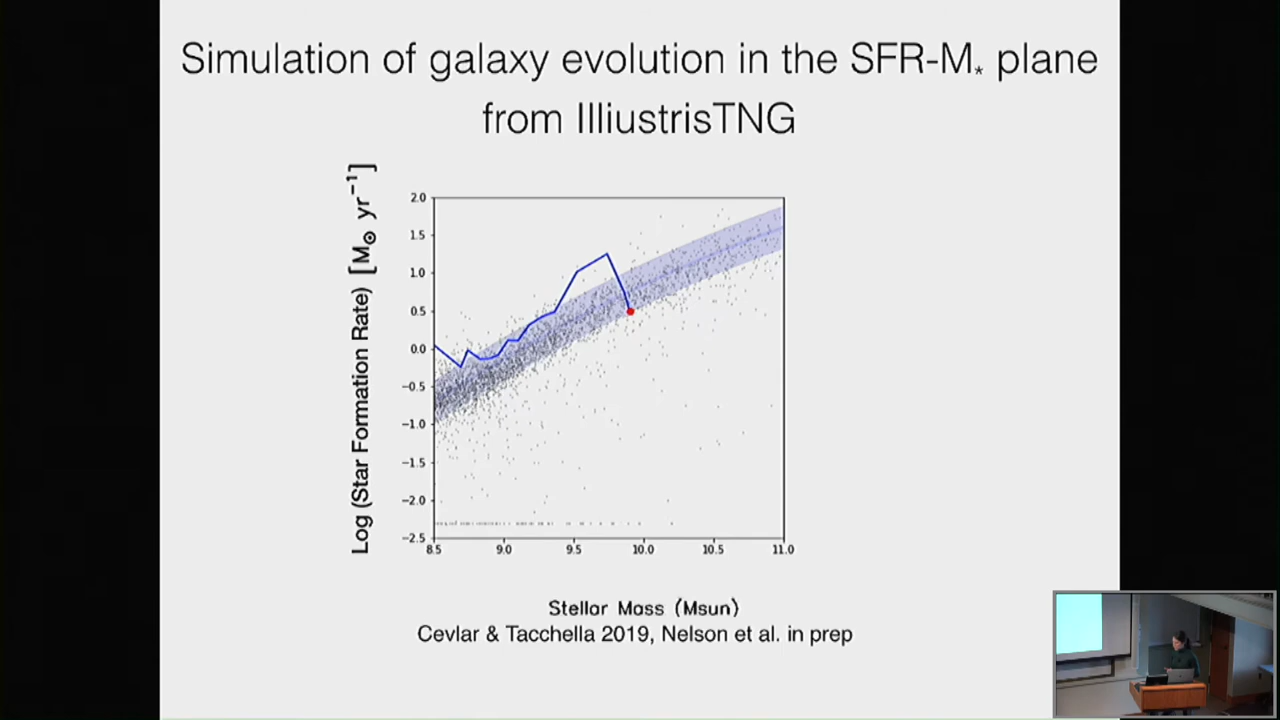 Simulation of galaxy evolution in the SFR-M* plane
from IlliustrisTNG
Log (Star Formation Rate) [M⊙ yr⁻¹]
2.0
1.5
1.0
0.5
0.0
−0.5
−1.0
−1.5
−2.0
−2.5
8.5 9.0 9.5 10.0 10.5 11.0
Stellar Mass (Msun)
Cevlar & Tacchella 2019, Nelson et al. in prep